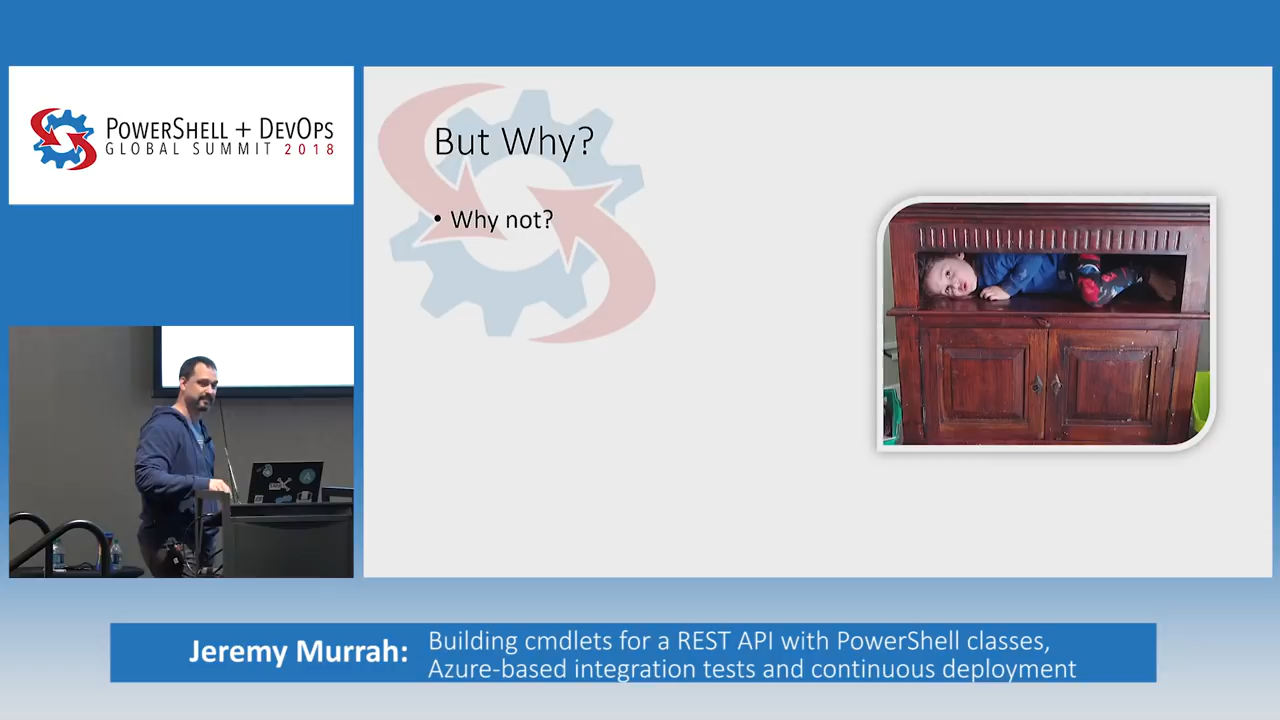 POWERSHELL + DEVOPS
GLOBAL SUMMIT 2018
But Why?
• Why not?
Jeremy Murrah:
Building cmdlets for a REST API with PowerShell classes,
Azure-based integration tests and continuous deployment